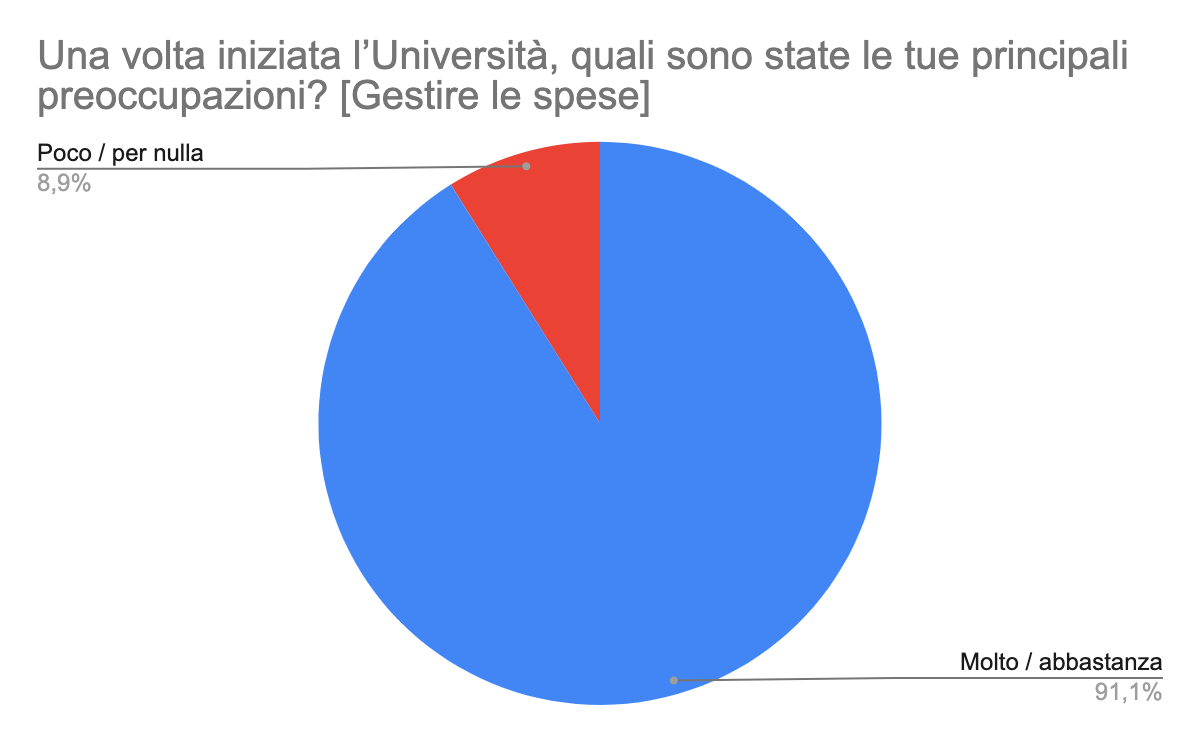 Una volta iniziata l’Università, quali sono state le tue principali
preoccupazioni? [Gestire le spese]
Poco / per nulla
8,9%
Molto / abbastanza
91,1%